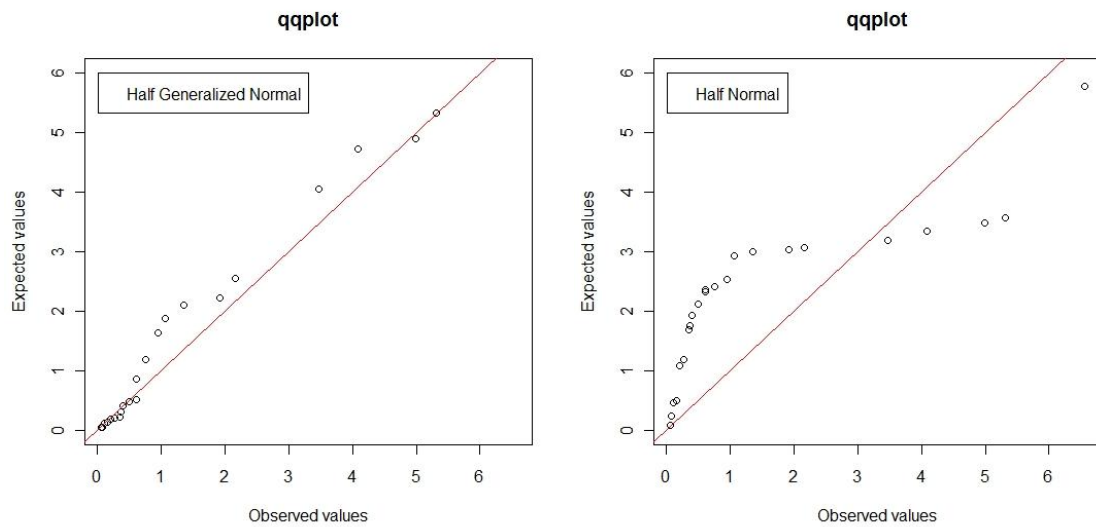 qqplot
Half Generalized Normal
Expected values
6
5
4
3
2
1
0
0 1 2 3 4 5 6
Observed values
qqplot
Half Normal
Expected values
6
5
4
3
2
1
0
0 1 2 3 4 5 6
Observed values